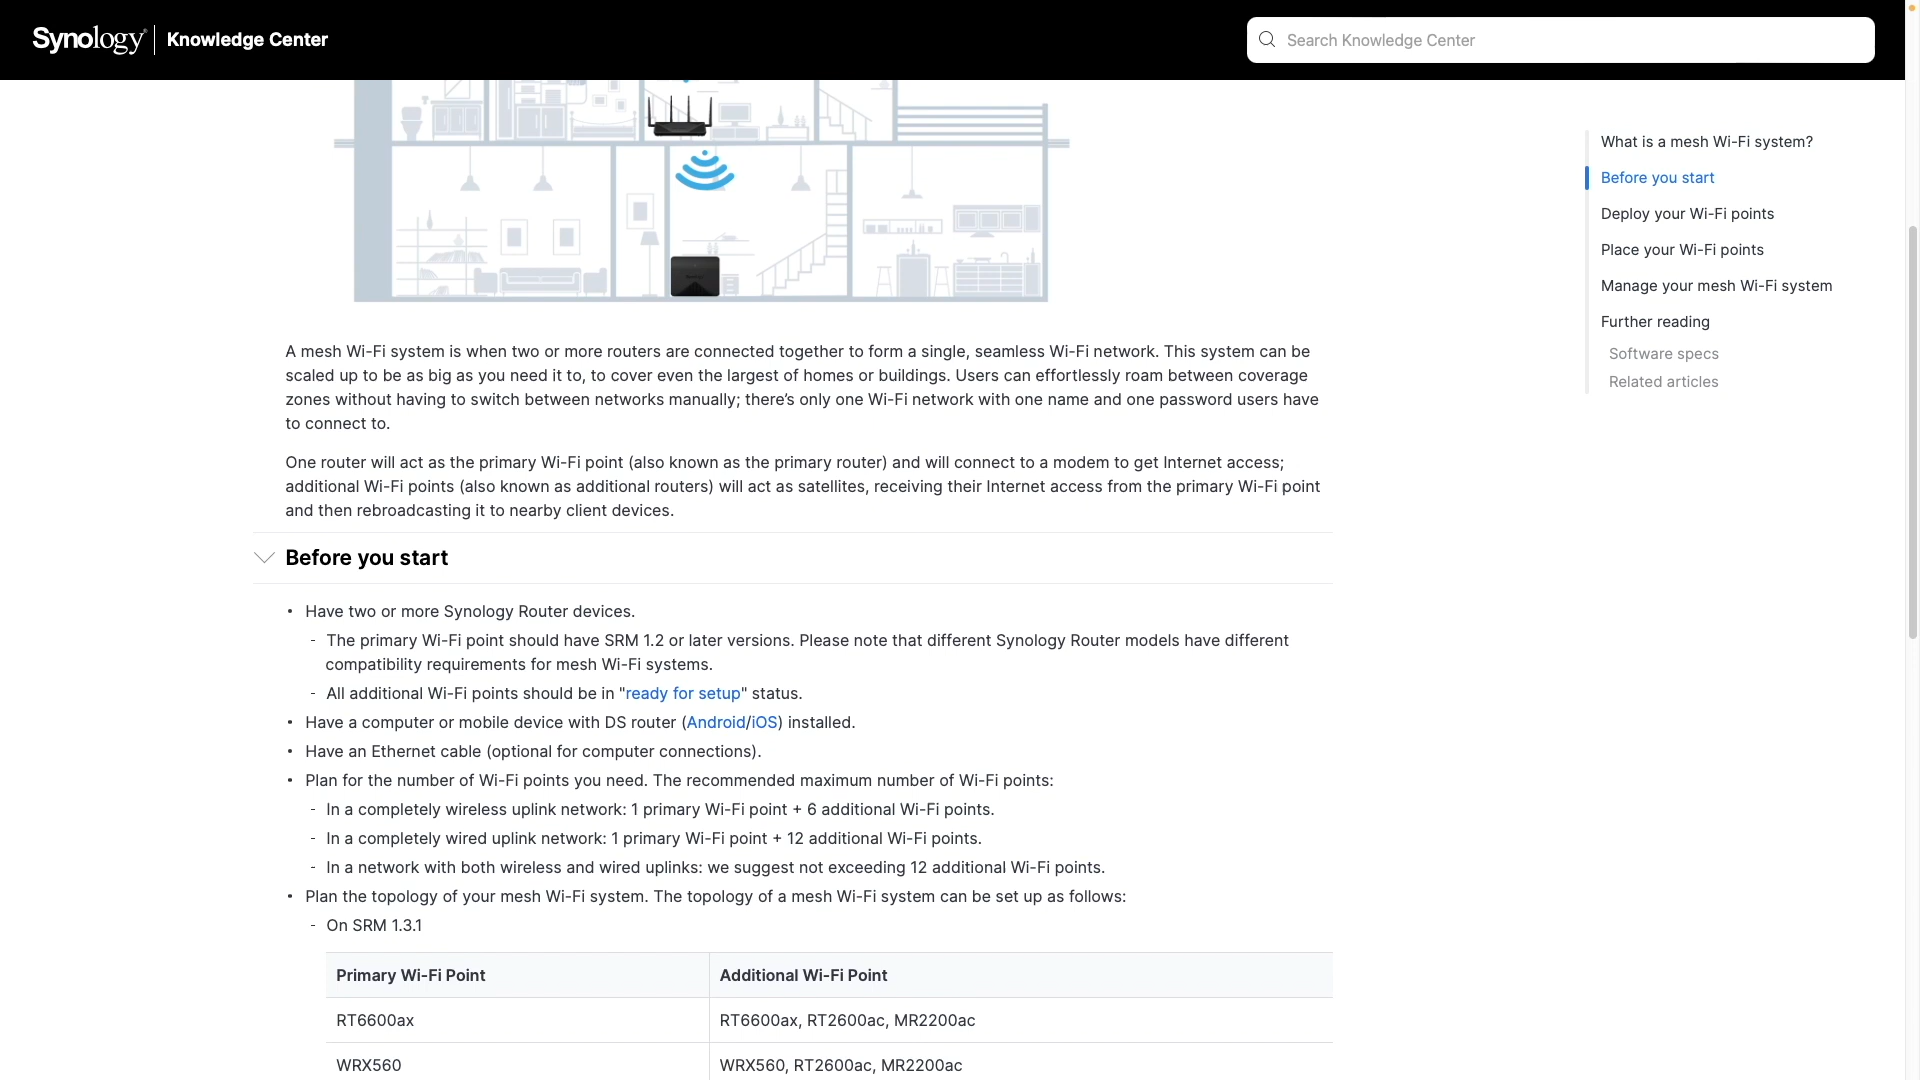 Synology Knowledge Center
Search Knowledge Center
What is a mesh Wi-Fi system?
Before you start
Deploy your Wi-Fi points
Place your Wi-Fi points
Manage your mesh Wi-Fi system
Further reading
Software specs
Related articles
A mesh Wi-Fi system is when two or more routers are connected together to form a single, seamless Wi-Fi network. This system can be
scaled up to be as big as you need it to, to cover even the largest of homes or buildings. Users can effortlessly roam between coverage
zones without having to switch between networks manually; there's only one Wi-Fi network with one name and one password users have
to connect to.
One router will act as the primary Wi-Fi point (also known as the primary router) and will connect to a modem to get Internet access;
additional Wi-Fi points (also known as additional routers) will act as satellites, receiving their Internet access from the primary Wi-Fi point
and then rebroadcasting it to nearby client devices.
Before you start
• Have two or more Synology Router devices.
- The primary Wi-Fi point should have SRM 1.2 or later versions. Please note that different Synology Router models have different
compatibility requirements for mesh Wi-Fi systems.
- All additional Wi-Fi points should be in "ready for setup" status.
• Have a computer or mobile device with DS router (Android/iOS) installed.
• Have an Ethernet cable (optional for computer connections).
• Plan for the number of Wi-Fi points you need. The recommended maximum number of Wi-Fi points:
- In a completely wireless uplink network: 1 primary Wi-Fi point + 6 additional Wi-Fi points.
- In a completely wired uplink network: 1 primary Wi-Fi point + 12 additional Wi-Fi points.
- In a network with both wireless and wired uplinks: we suggest not exceeding 12 additional Wi-Fi points.
• Plan the topology of your mesh Wi-Fi system. The topology of a mesh Wi-Fi system can be set up as follows:
- On SRM 1.3.1
Primary Wi-Fi Point Additional Wi-Fi Point
RT6600ax RT6600ax, RT2600ac, MR2200ac
WRX560 WRX560, RT2600ac, MR2200ac